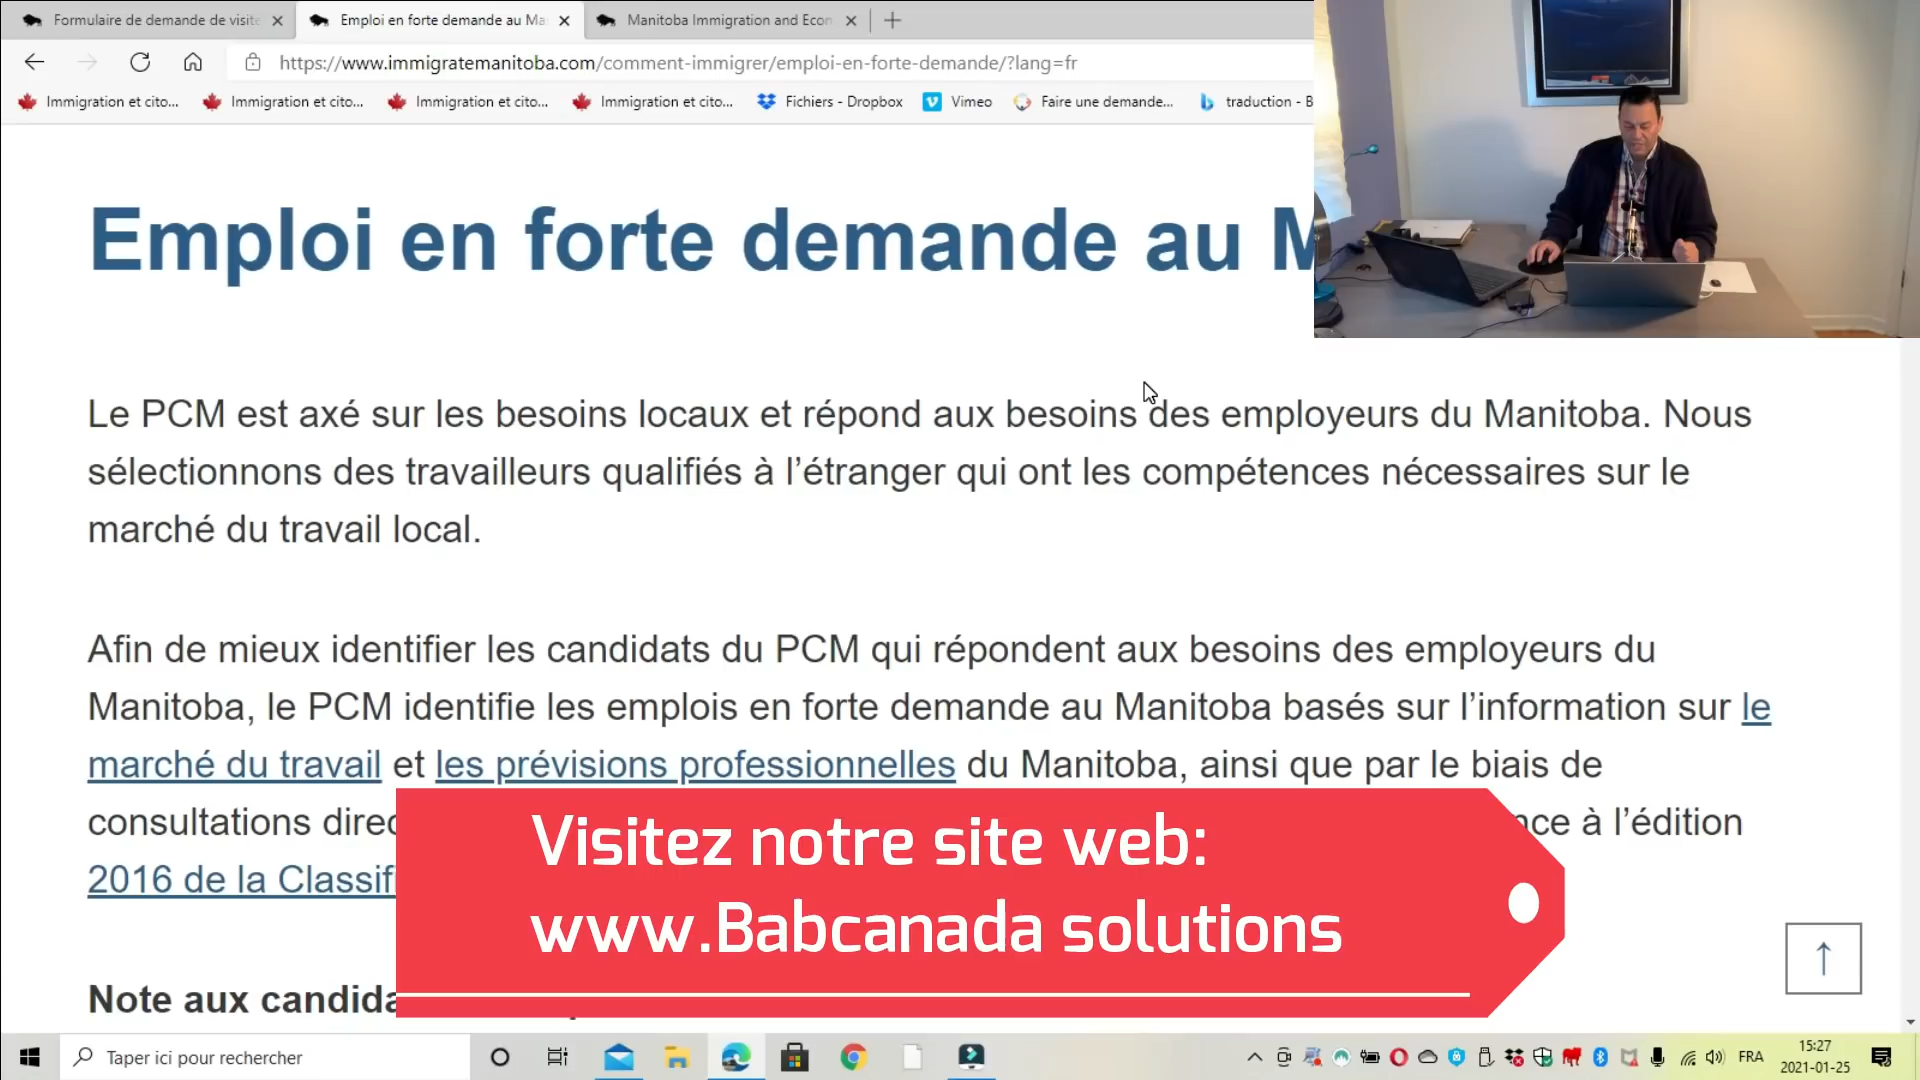 Formulaire de demande de visite
Emploi en forte demande au Ma
Manitoba Immigration and Econ
https://www.immigratemanitoba.com/comment-immigrer/emploi-en-forte-demande/?lang=fr
Immigration et cito...
Immigration et cito...
Immigration et cito...
Immigration et cito...
Fichiers - Dropbox
Vimeo
Faire une demande...
traduction - B
Emploi en forte demande au M
Le PCM est axé sur les besoins locaux et répond aux besoins des employeurs du Manitoba. Nous
sélectionnons des travailleurs qualifiés à l’étranger qui ont les compétences nécessaires sur le
marché du travail local.
Afin de mieux identifier les candidats du PCM qui répondent aux besoins des employeurs du
Manitoba, le PCM identifie les emplois en forte demande au Manitoba basés sur l’information sur le
marché du travail et les prévisions professionnelles du Manitoba, ainsi que par le biais de
consultations direc nce à l’édition
2016 de la Classifi
Note aux candida
Visitez notre site web:
www.Babcanada solutions
Taper ici pour rechercher
FRA
15:27
2021-01-25